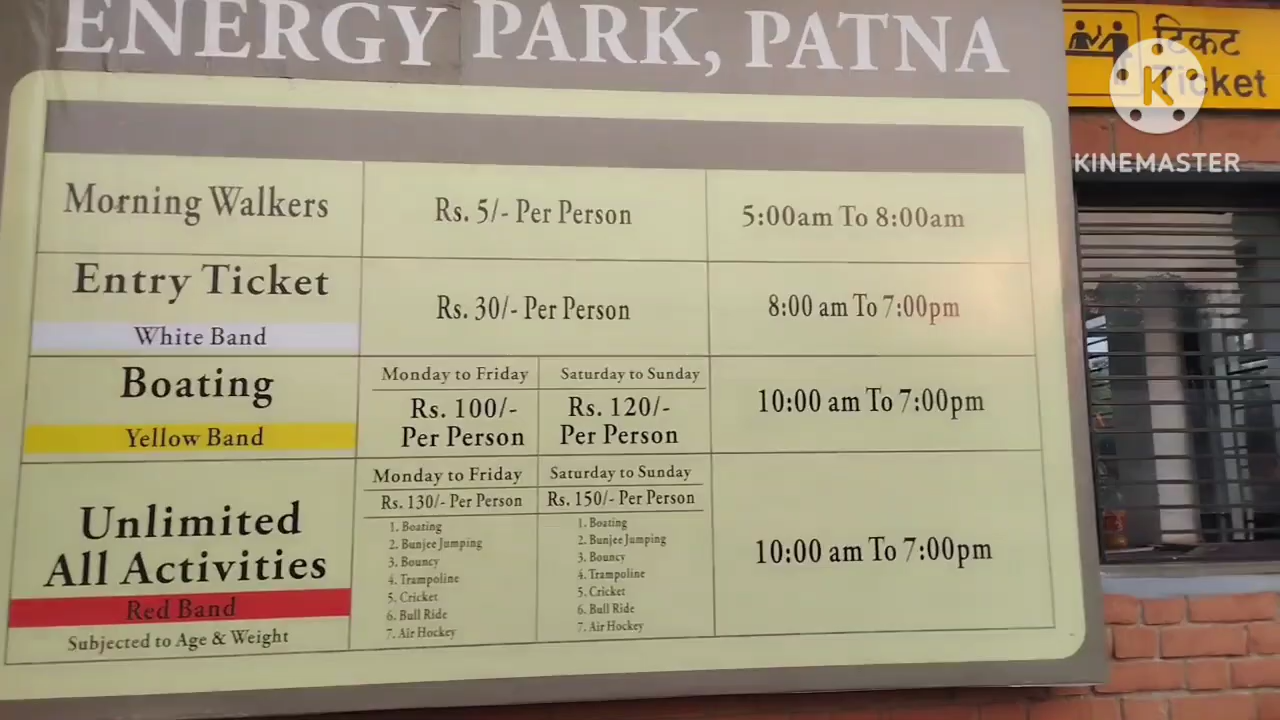 ENERGY PARK, PATNA
टिकट
Ticket
K
KINEMASTER
Morning Walkers
Rs. 5/- Per Person
5:00am To 8:00am
Entry Ticket
White Band
Rs. 30/- Per Person
8:00 am To 7:00pm
Boating
Yellow Band
Monday to Friday
Rs. 100/-
Per Person
Saturday to Sunday
Rs. 120/-
Per Person
10:00 am To 7:00pm
Unlimited
All Activities
Red Band
Subjected to Age & Weight
Monday to Friday
Rs. 130/- Per Person
1. Boating
2. Bunjee Jumping
3. Bouncy
4. Trampoline
5. Cricket
6. Bull Ride
7. Air Hockey
Saturday to Sunday
Rs. 150/- Per Person
1. Boating
2. Bunjee Jumping
3. Bouncy
4. Trampoline
5. Cricket
6. Bull Ride
7. Air Hockey
10:00 am To 7:00pm